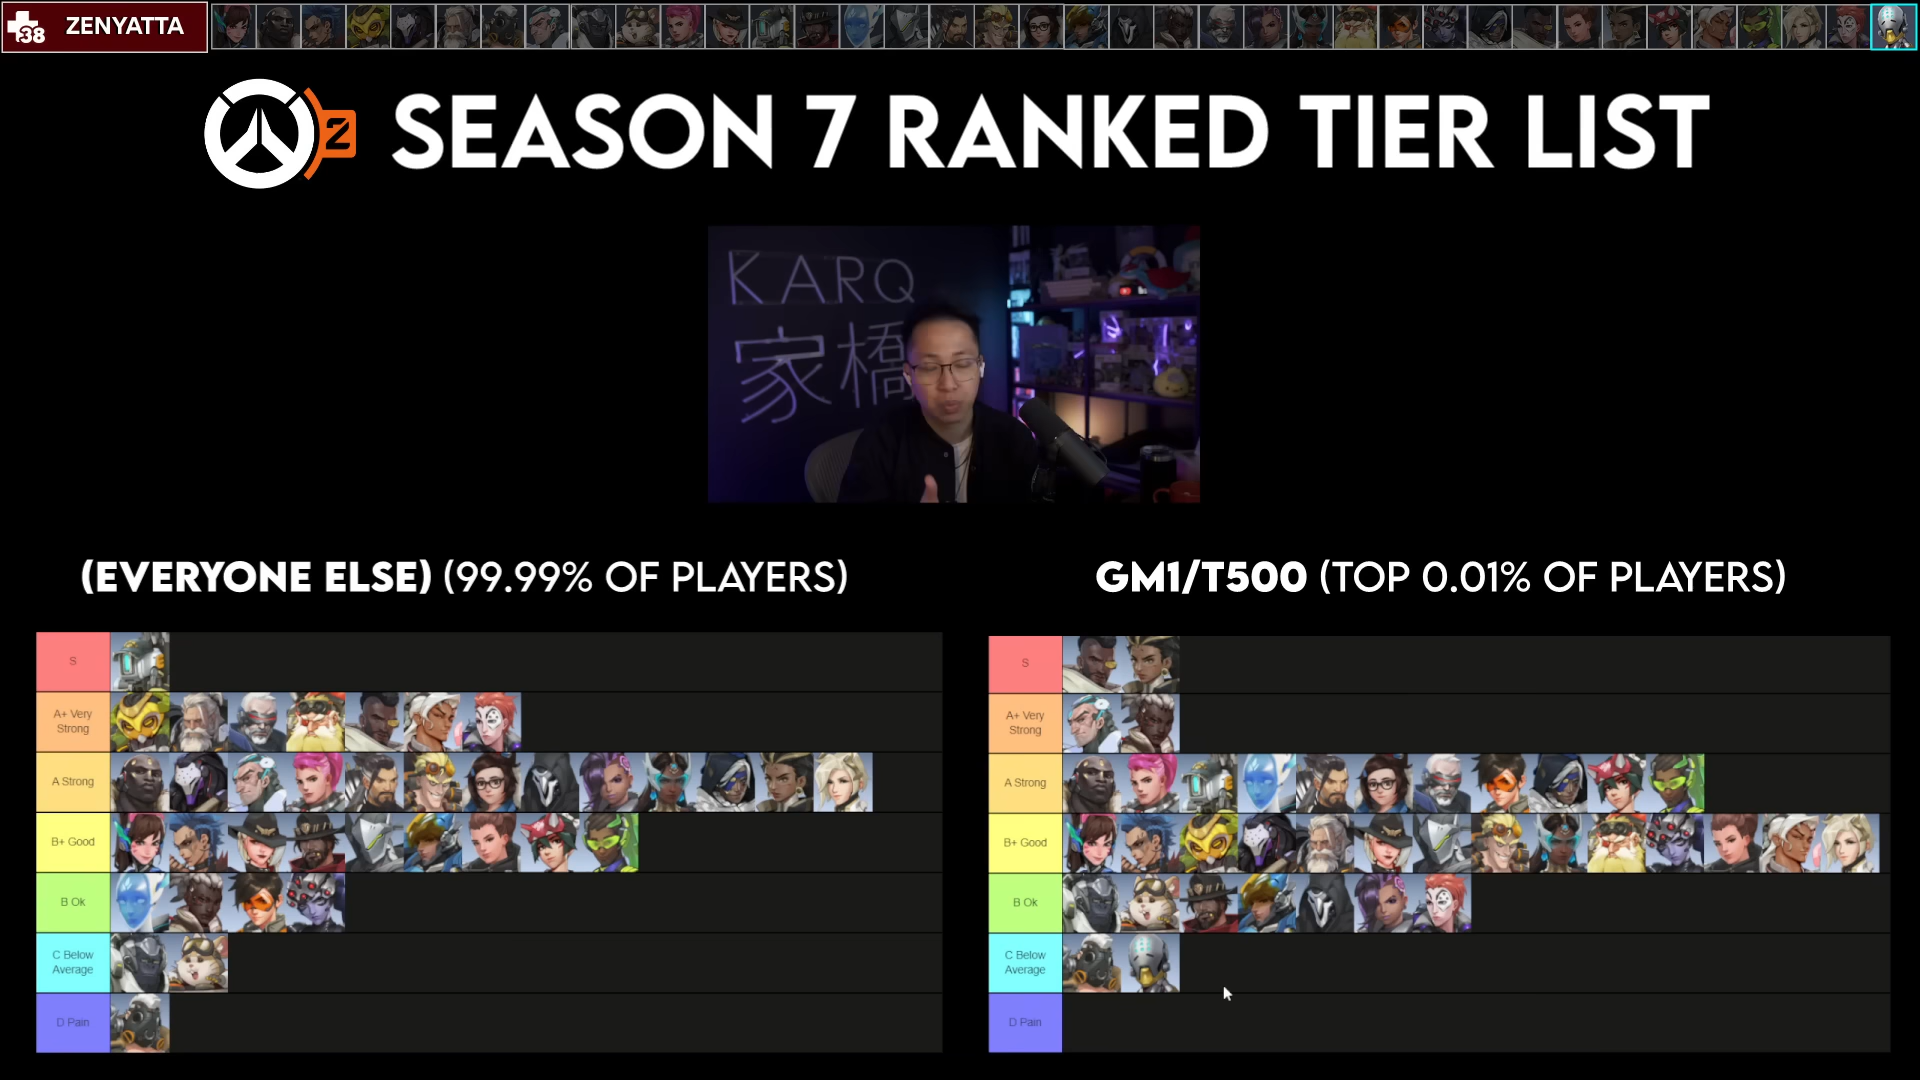 38 ZENYATTA
2 SEASON 7 RANKED TIER LIST
KARQ
家橋
(EVERYONE ELSE) (99.99% OF PLAYERS)
S
A+ Very
Strong
A Strong
B+ Good
B Ok
C Below
Average
D Pain
GM1/T500 (TOP 0.01% OF PLAYERS)
S
A+ Very
Strong
A Strong
B+ Good
B Ok
C Below
Average
D Pain